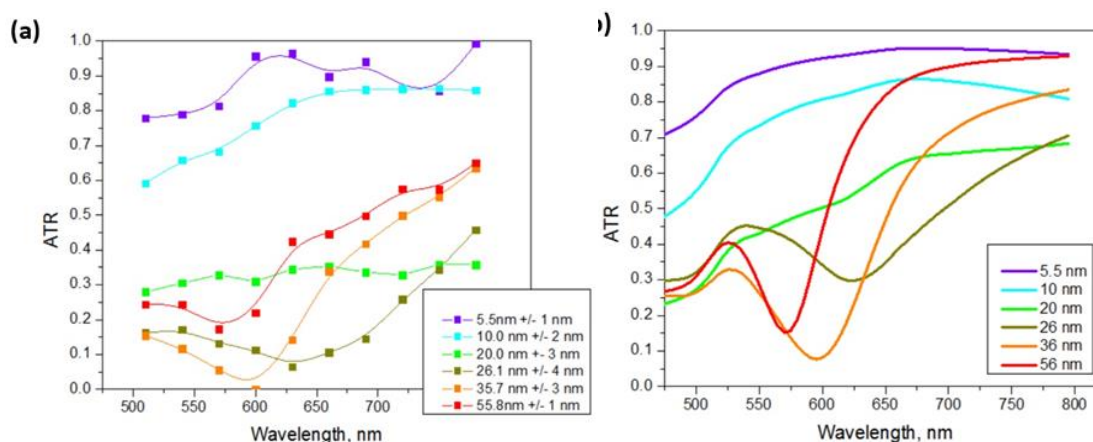 (a)
ATR
1.0
0.9
0.8
0.7
0.6
0.5
0.4
0.3
0.2
0.1
0.0
500
550
600
650
700
Wavelength, nm
5.5nm +/- 1 nm
10.0 nm +/- 2 nm
20.0 nm +- 3 nm
26.1 nm +/- 4 nm
35.7 nm +/- 3 nm
55.8nm +/- 1 nm
)
ATR
1.0
0.9
0.8
0.7
0.6
0.5
0.4
0.3
0.2
0.1
0.0
500
550
600
650
700
750
800
Wavelength, nm
5.5 nm
10 nm
20 nm
26 nm
36 nm
56 nm